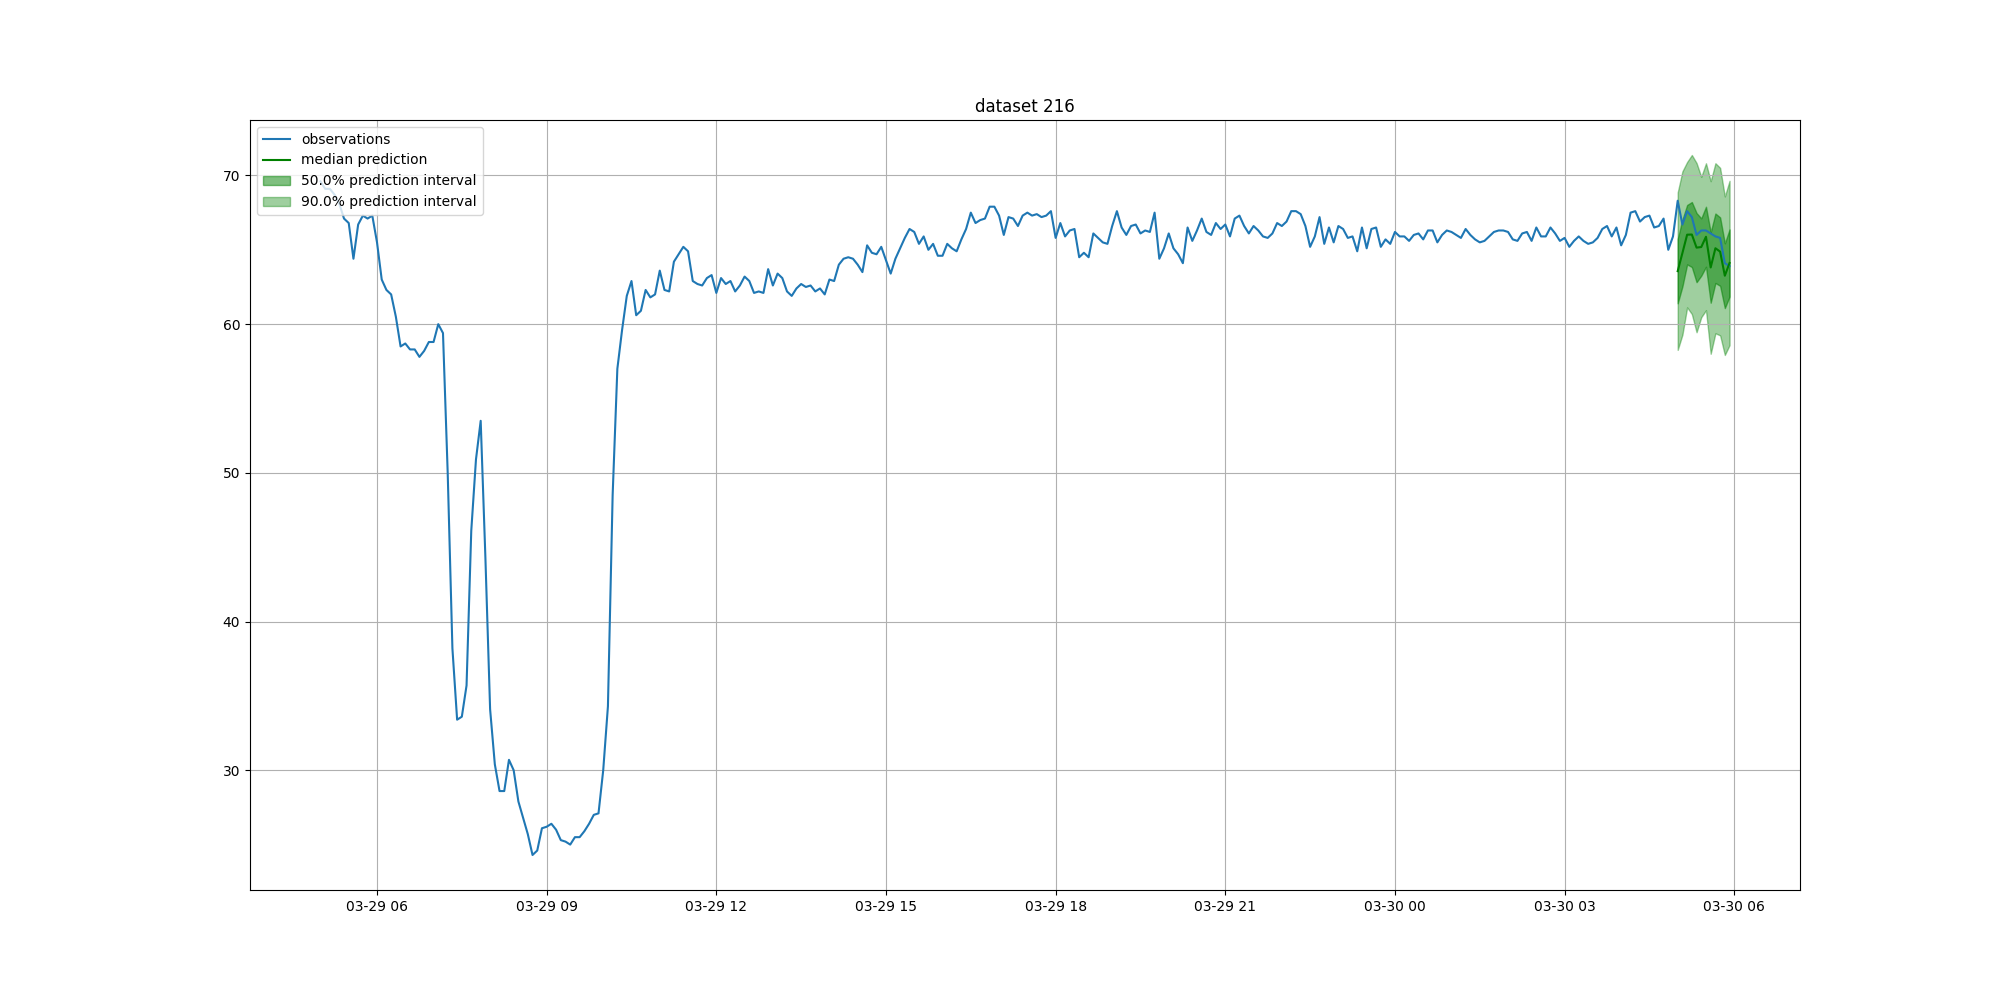 dataset 216
observations
median prediction
50.0% prediction interval
90.0% prediction interval
70
60
50
40
30
03-29 06
03-29 09
03-29 12
03-29 15
03-29 18
03-29 21
03-30 00
03-30 03
03-30 06